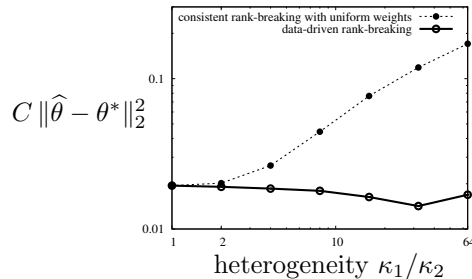 consistent rank-breaking with uniform weights
data-driven rank-breaking
0.1
C ‖θ̂ − θ*‖₂²
0.01
1 2 10 64
heterogeneity κ₁/κ₂